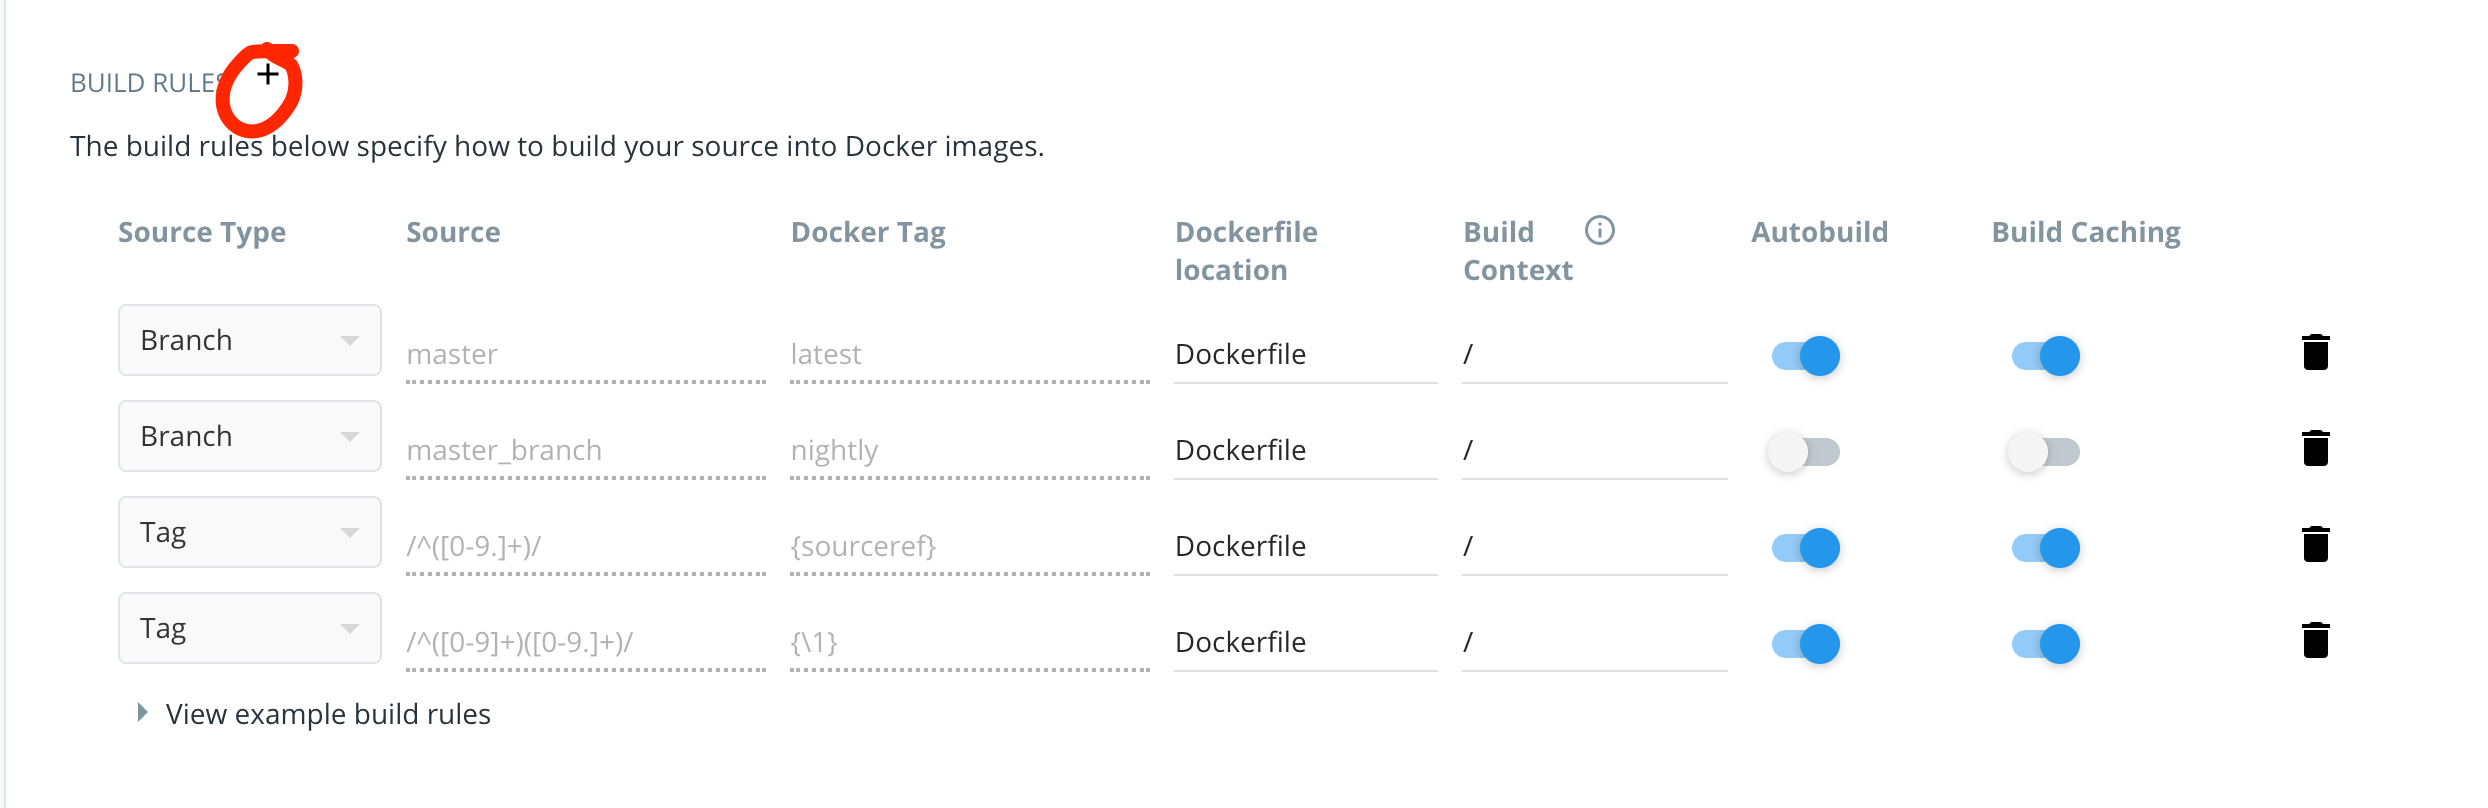 BUILD RULES +
The build rules below specify how to build your source into Docker images.
Source Type Source Docker Tag Dockerfile location Build Context Autobuild Build Caching
Branch master latest Dockerfile /
Branch master_branch nightly Dockerfile /
Tag /^([0-9.]+)/ {sourceref} Dockerfile /
Tag /^([0-9]+)([0-9.]+)/ {\1} Dockerfile /
View example build rules